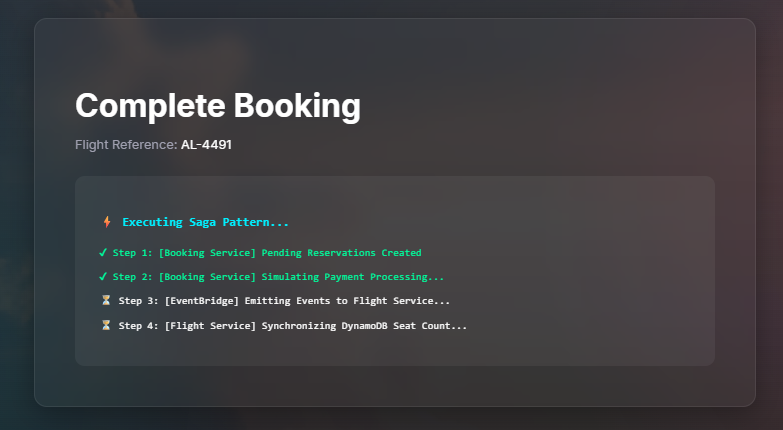 Complete Booking
Flight Reference: AL-4491
⚡ Executing Saga Pattern...
✓ Step 1: [Booking Service] Pending Reservations Created
✓ Step 2: [Booking Service] Simulating Payment Processing...
⏳ Step 3: [EventBridge] Emitting Events to Flight Service...
⏳ Step 4: [Flight Service] Synchronizing DynamoDB Seat Count...